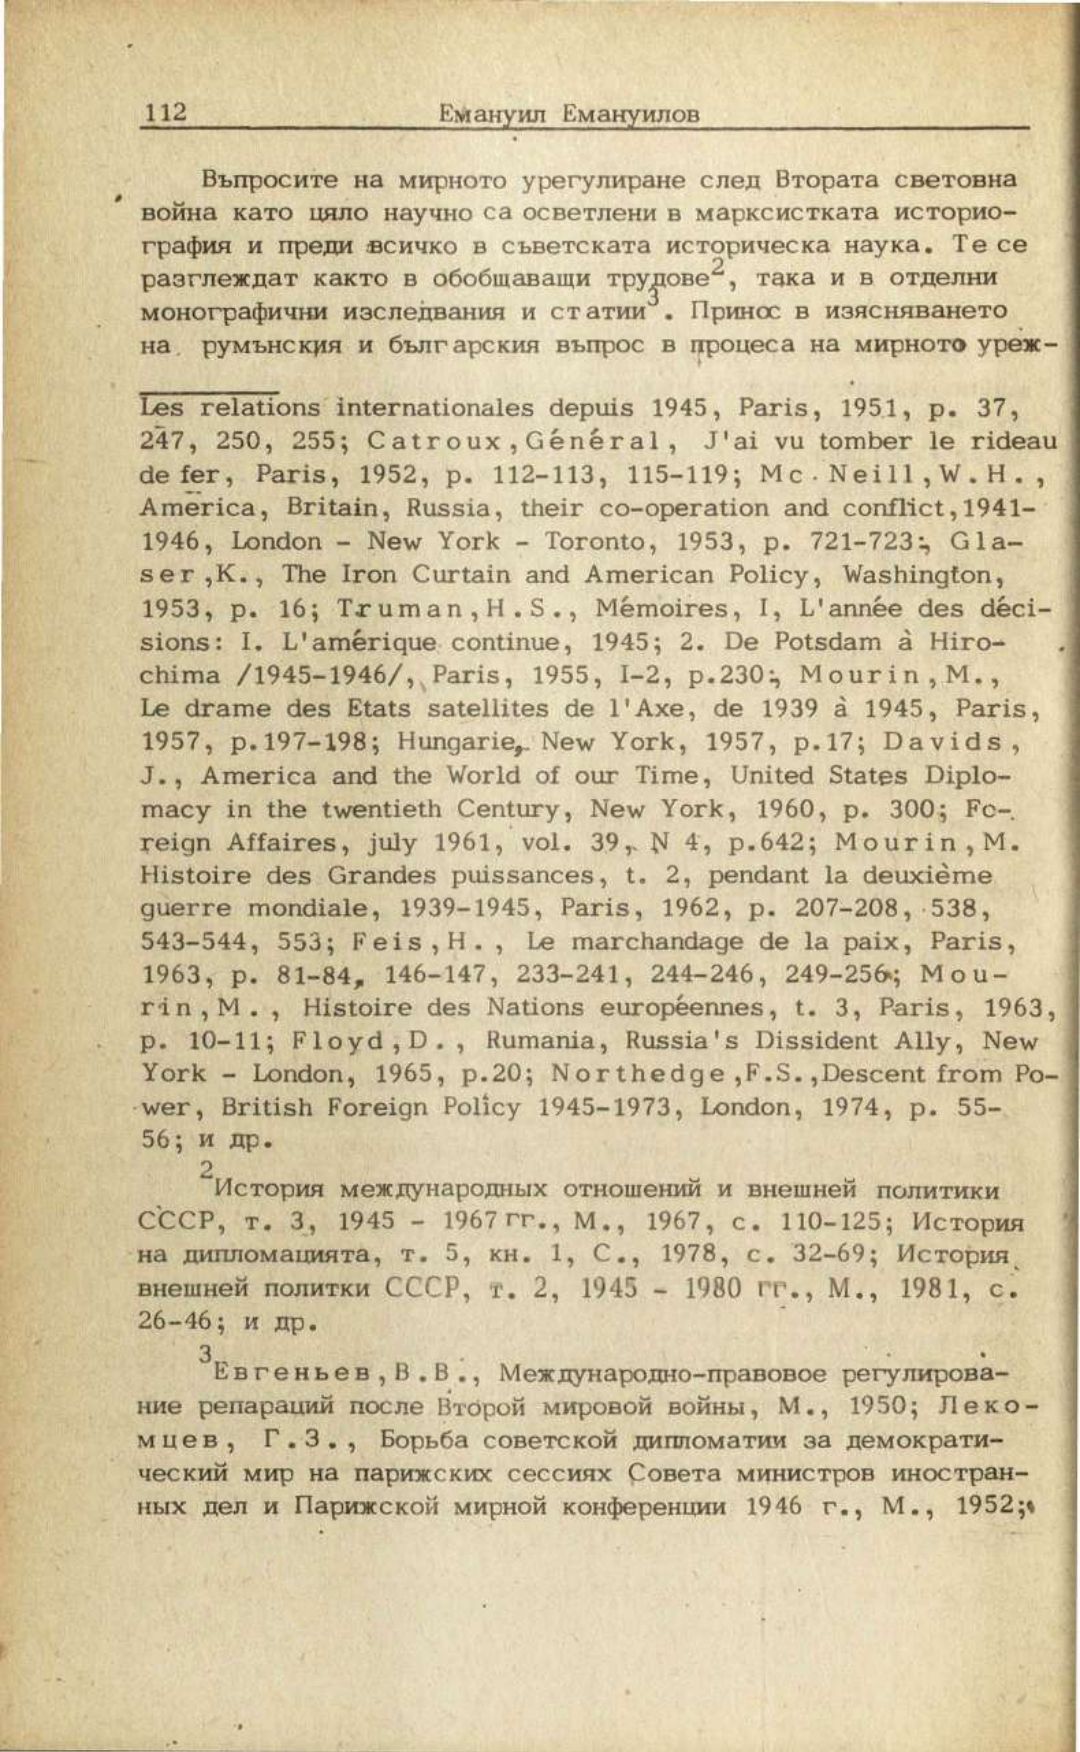 112 Емануил Емануилов
Въпросите на мирното урегулиране след Втората световна
война като цяло научно са осветлени в марксистката историо-
графия и преди всичко в съветската историческа наука. Те се
разглеждат както в обобщаващи трудове², така и в отделни
монографични изследвания и статии³. Принос в изясняването
на румънския и българския въпрос в процеса на мирното уреж-
Les relations internationales depuis 1945, Paris, 1951, p. 37,
247, 250, 255; Catroux, Général, J'ai vu tomber le rideau
de fer, Paris, 1952, p. 112-113, 115-119; Mc Neill, W.H.,
America, Britain, Russia, their co-operation and conflict, 1941-
1946, London - New York - Toronto, 1953, p. 721-723; Gla-
ser, K., The Iron Curtain and American Policy, Washington,
1953, p. 16; Truman, H.S., Mémoires, I, L'année des déci-
sions: I. L'amérique continue, 1945; 2. De Potsdam à Hiro-
chima /1945-1946/, Paris, 1955, I-2, p.230; Mourin, M.,
Le drame des Etats satellites de l'Axe, de 1939 à 1945, Paris,
1957, p.197-198; Hungarie, New York, 1957, p.17; Davids,
J., America and the World of our Time, United States Diplo-
macy in the twentieth Century, New York, 1960, p. 300; Fo-
reign Affaires, july 1961, vol. 39, N 4, p.642; Mourin, M.
Histoire des Grandes puissances, t. 2, pendant la deuxième
guerre mondiale, 1939-1945, Paris, 1962, p. 207-208, 538,
543-544, 553; Feis, H., Le marchandage de la paix, Paris,
1963, p. 81-84, 146-147, 233-241, 244-246, 249-256; Mou-
rin, M., Histoire des Nations européennes, t. 3, Paris, 1963,
p. 10-11; Floyd, D., Rumania, Russia's Dissident Ally, New
York - London, 1965, p.20; Northedge, F.S., Descent from Po-
wer, British Foreign Policy 1945-1973, London, 1974, p. 55-
56; и др.
²История международных отношений и внешней политики
СССР, т. 3, 1945 - 1967 гг., М., 1967, с. 110-125; История
на дипломацията, т. 5, кн. 1, С., 1978, с. 32-69; История
внешней политки СССР, т. 2, 1945 - 1980 гг., М., 1981, с.
26-46; и др.
³Евгеньев, В.В., Международно-правовое регулирова-
ние репараций после Второй мировой войны, М., 1950; Леко-
мцев, Г.З., Борьба советской дипломатии за демократи-
ческий мир на парижских сессиях Совета министров иностран-
ных дел и Парижской мирной конференции 1946 г., М., 1952;